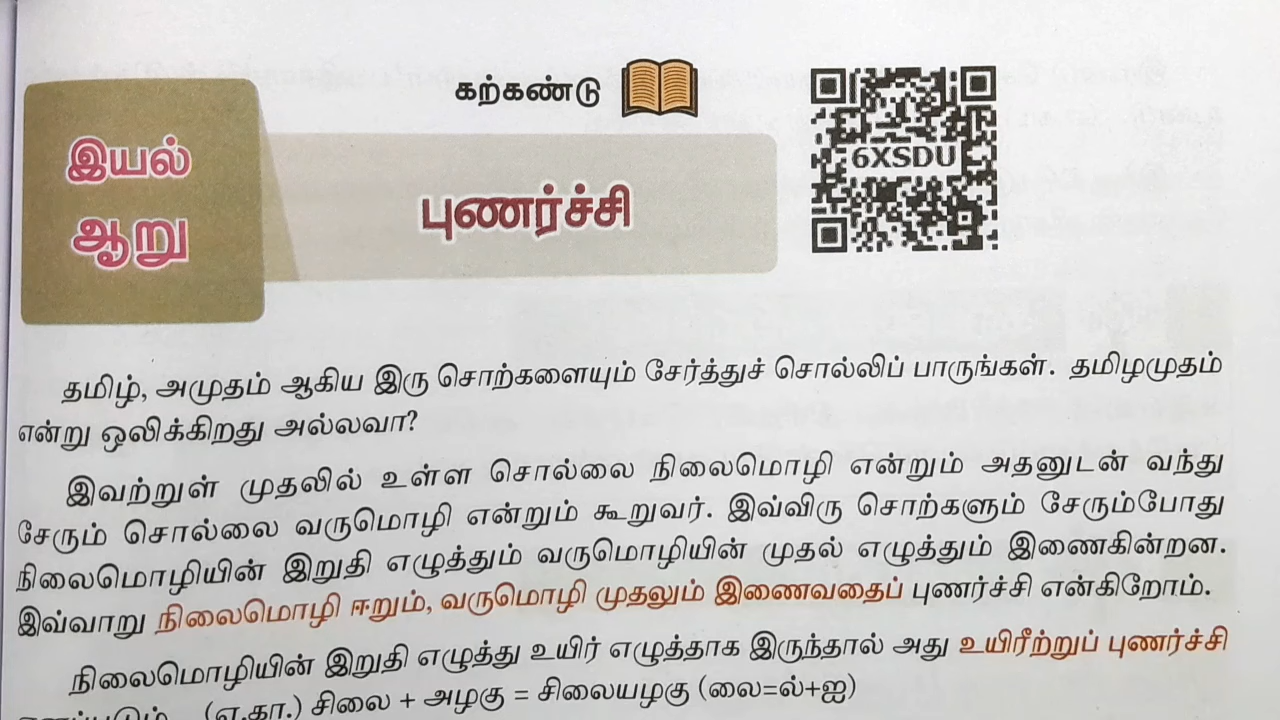 கற்கண்டு
இயல்
ஆறு
புணர்ச்சி
6XSDU
தமிழ், அமுதம் ஆகிய இரு சொற்களையும் சேர்த்துச் சொல்லிப் பாருங்கள். தமிழமுதம்
என்று ஒலிக்கிறது அல்லவா?
இவற்றுள் முதலில் உள்ள சொல்லை நிலைமொழி என்றும் அதனுடன் வந்து
சேரும் சொல்லை வருமொழி என்றும் கூறுவர். இவ்விரு சொற்களும் சேரும்போது
நிலைமொழியின் இறுதி எழுத்தும் வருமொழியின் முதல் எழுத்தும் இணைகின்றன.
இவ்வாறு நிலைமொழி ஈறும், வருமொழி முதலும் இணைவதைப் புணர்ச்சி என்கிறோம்.
நிலைமொழியின் இறுதி எழுத்து உயிர் எழுத்தாக இருந்தால் அது உயிரீற்றுப் புணர்ச்சி
(எ.கா.) சிலை + அழகு = சிலையழகு (லை=ல்+ஐ)